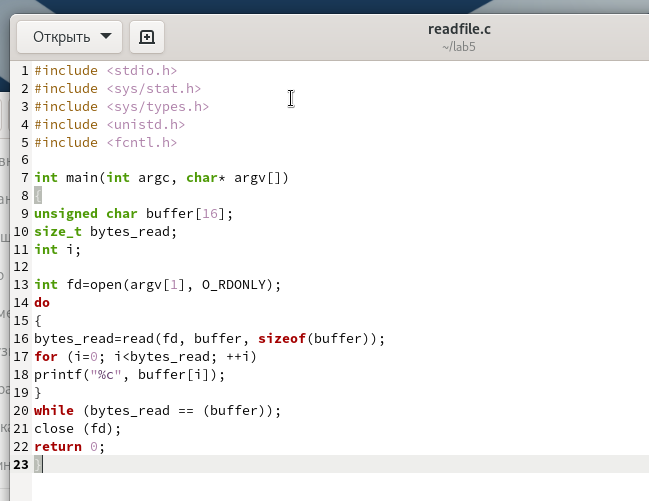 Открыть
readfile.c
~/lab5
1 #include <stdio.h>
2 #include <sys/stat.h>
3 #include <sys/types.h>
4 #include <unistd.h>
5 #include <fcntl.h>
6
7 int main(int argc, char* argv[])
8 {
9 unsigned char buffer[16];
10 size_t bytes_read;
11 int i;
12
13 int fd=open(argv[1], O_RDONLY);
14 do
15 {
16 bytes_read=read(fd, buffer, sizeof(buffer));
17 for (i=0; i<bytes_read; ++i)
18 printf("%c", buffer[i]);
19 }
20 while (bytes_read == (buffer));
21 close (fd);
22 return 0;
23 }